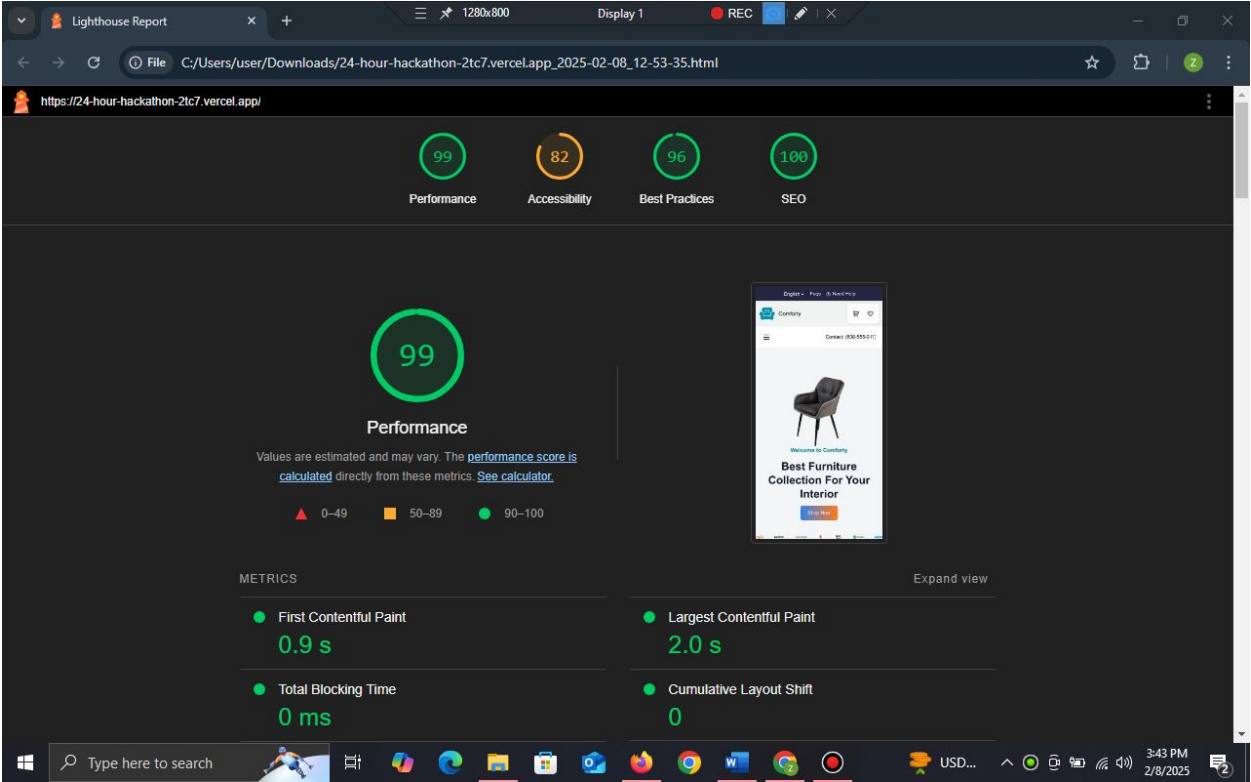 Lighthouse Report
1280x800
Display 1
REC
File C:/Users/user/Downloads/24-hour-hackathon-2tc7.vercel.app_2025-02-08_12-53-35.html
Z
https://24-hour-hackathon-2tc7.vercel.app/
99
82
96
100
Performance
Accessibility
Best Practices
SEO
99
Performance
Values are estimated and may vary. The performance score is
calculated directly from these metrics. See calculator.
0–49
50–89
90–100
English
Need Help
Comforty
Welcome to Comforty
Best Furniture
Collection For Your
Interior
Shop Now
METRICS
Expand view
First Contentful Paint
0.9 s
Largest Contentful Paint
2.0 s
Total Blocking Time
0 ms
Cumulative Layout Shift
0
Type here to search
USD...
3:43 PM
2/8/2025
2